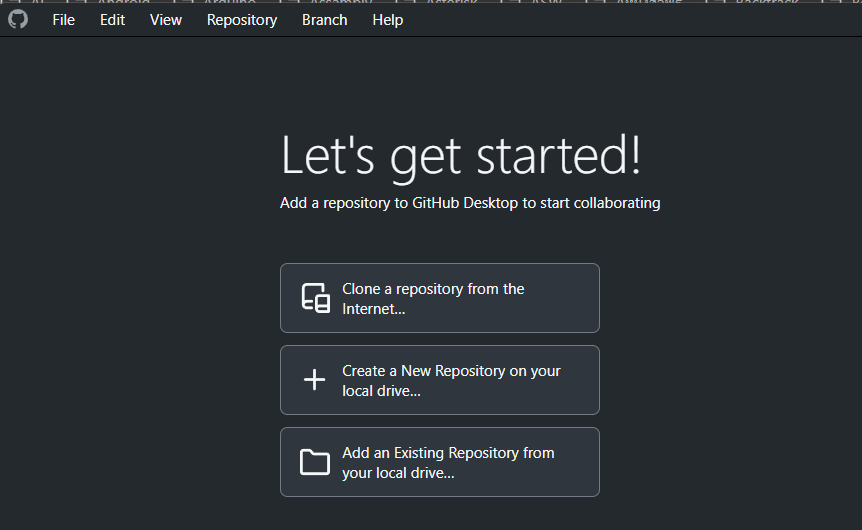 File Edit View Repository Branch Help
Let's get started!
Add a repository to GitHub Desktop to start collaborating
Clone a repository from the
Internet...
Create a New Repository on your
local drive...
Add an Existing Repository from
your local drive...